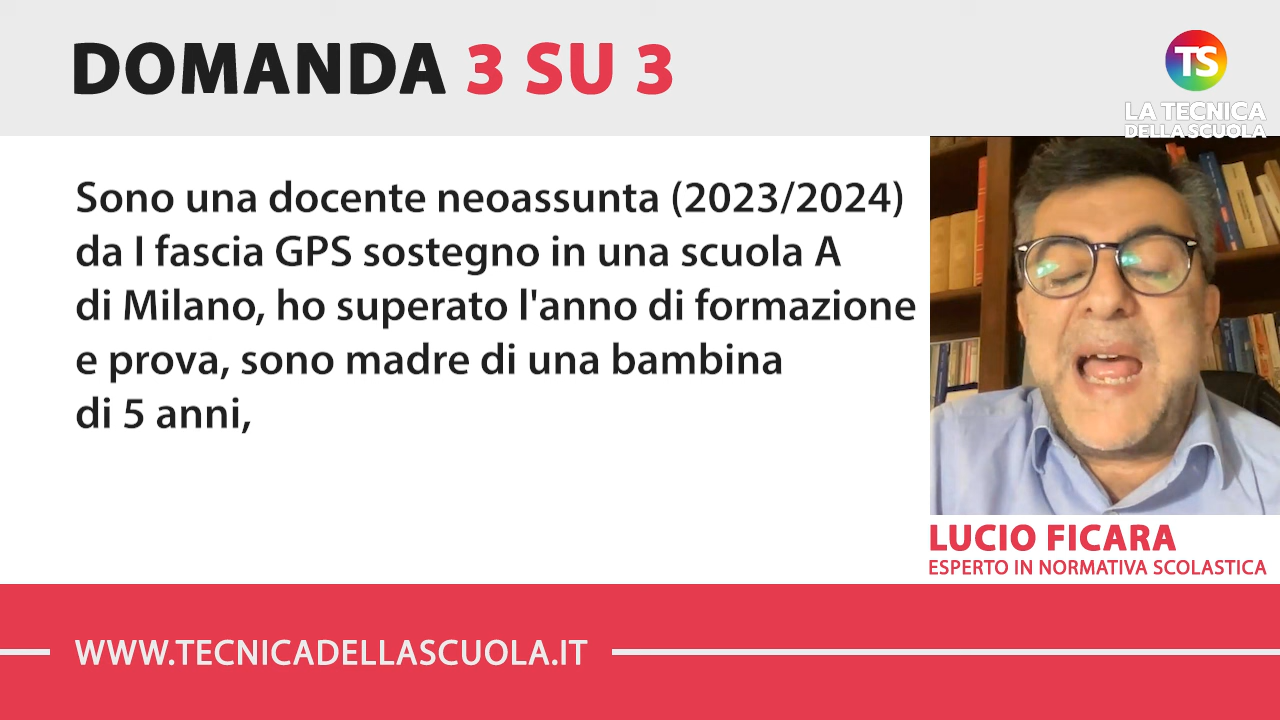 DOMANDA 3 SU 3
TS
LA TECNICA
DELLA SCUOLA
Sono una docente neoassunta (2023/2024)
da I fascia GPS sostegno in una scuola A
di Milano, ho superato l'anno di formazione
e prova, sono madre di una bambina
di 5 anni,
LUCIO FICARA
ESPERTO IN NORMATIVA SCOLASTICA
WWW.TECNICADELLASCUOLA.IT